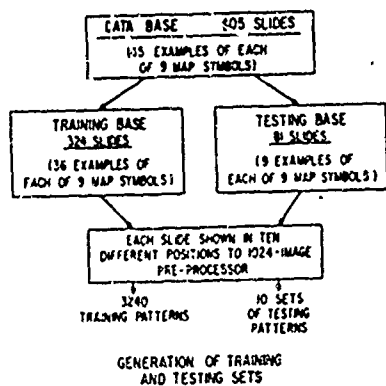 DATA BASE 405 SLIDES
(45 EXAMPLES OF EACH
OF 9 MAP SYMBOLS)
TRAINING BASE
324 SLIDES
(36 EXAMPLES OF
EACH OF 9 MAP SYMBOLS)
TESTING BASE
81 SLIDES
(9 EXAMPLES OF
EACH OF 9 MAP SYMBOLS)
EACH SLIDE SHOWN IN TEN
DIFFERENT POSITIONS TO 1024-IMAGE
PRE-PROCESSOR
3240
TRAINING PATTERNS
10 SETS
OF TESTING
PATTERNS
GENERATION OF TRAINING
AND TESTING SETS